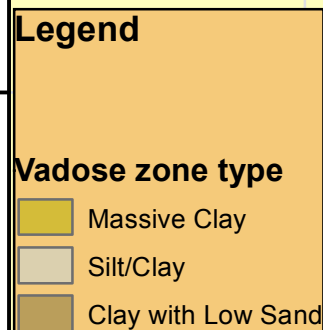 Legend
Vadose zone type
Massive Clay
Silt/Clay
Clay with Low Sand